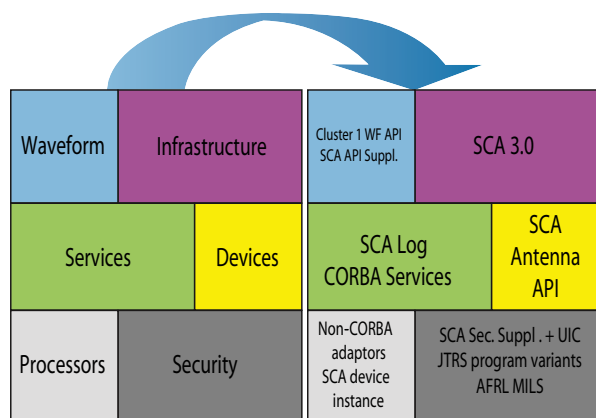 Waveform
Infrastructure
Cluster 1 WF API
SCA API Suppl.
SCA 3.0
Services
Devices
SCA Log
CORBA Services
SCA
Antenna
API
Processors
Security
Non-CORBA
adaptors
SCA device
instance
SCA Sec. Suppl . + UIC
JTRS program variants
AFRL MILS